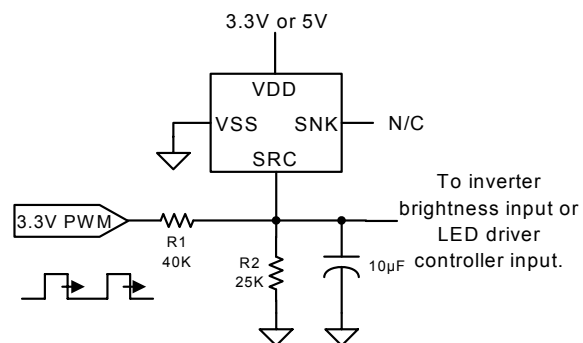 3.3V or 5V
VDD
VSS
SNK
N/C
SRC
3.3V PWM
R1
40K
R2
25K
10µF
To inverter
brightness input or
LED driver
controller input.